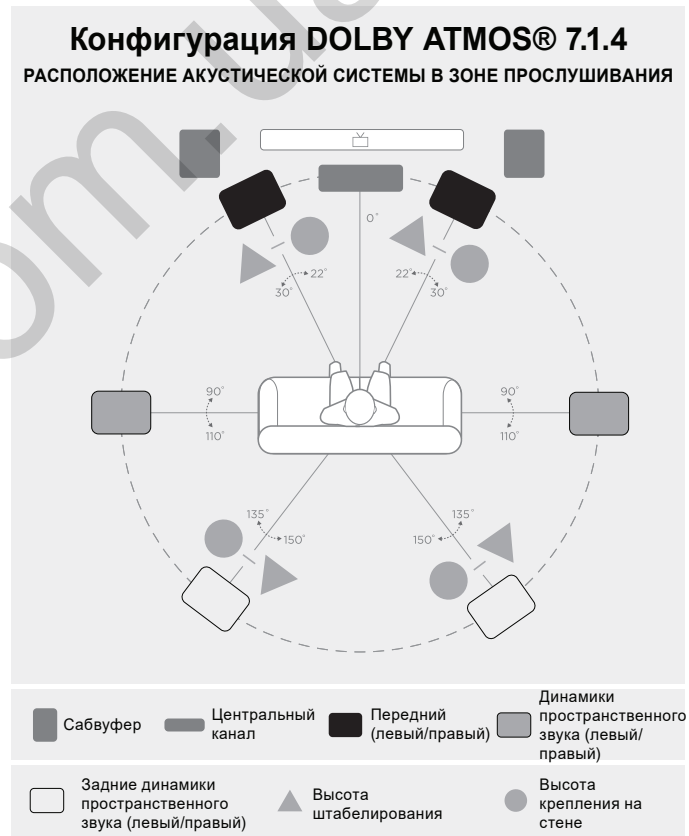 Конфигурация DOLBY ATMOS® 7.1.4
РАСПОЛОЖЕНИЕ АКУСТИЧЕСКОЙ СИСТЕМЫ В ЗОНЕ ПРОСЛУШИВАНИЯ
0°
22° 22°
30° 30°
90° 90°
110° 110°
135° 135°
150° 150°
Сабвуфер
Центральный
канал
Передний
(левый/правый)
Динамики
пространственного
звука (левый/
правый)
Задние динамики
пространственного
звука (левый/правый)
Высота
штабелирования
Высота
крепления на
стене
om.ua